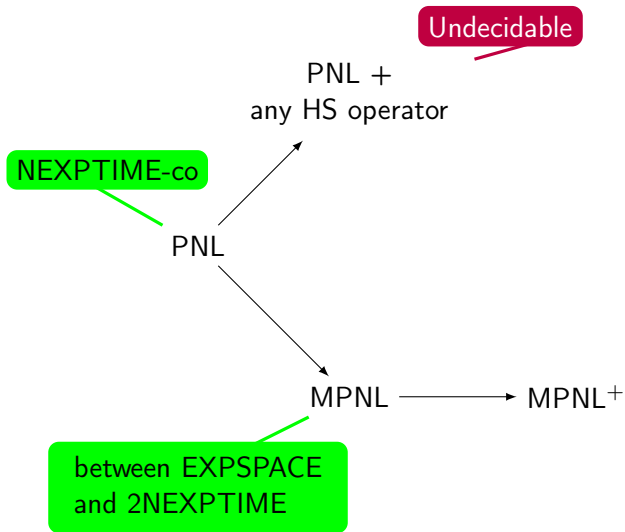 Undecidable
PNL +
any HS operator
NEXPTIME-co
PNL
MPNL
MPNL⁺
between EXPSPACE
and 2NEXPTIME